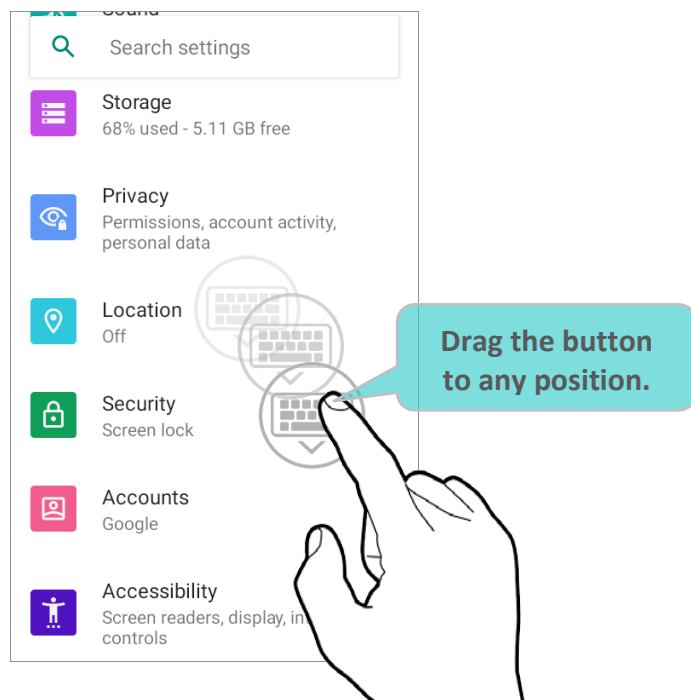 Sound
Search settings
Storage
68% used - 5.11 GB free
Privacy
Permissions, account activity,
personal data
Location
Off
Drag the button
to any position.
Security
Screen lock
Accounts
Google
Accessibility
Screen readers, display,
controls